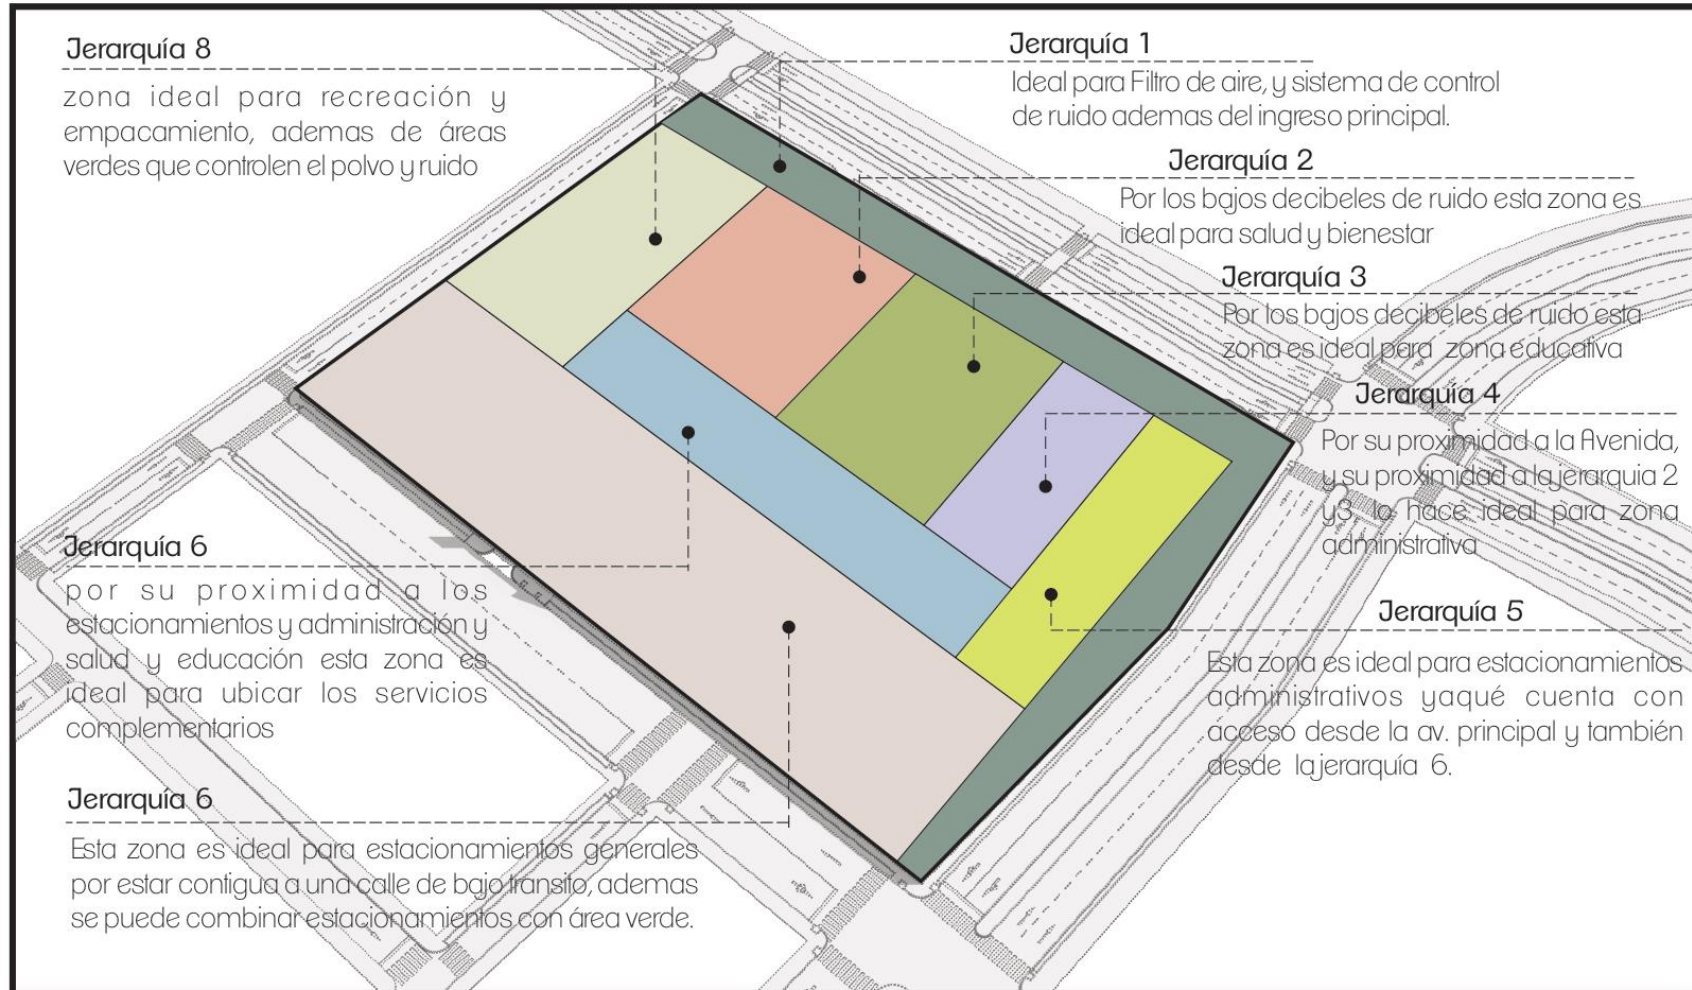 Jerarquía 8
zona ideal para recreación y
empacamiento, ademas de áreas
verdes que controlen el polvo y ruido
Jerarquía 1
Ideal para Filtro de aire, y sistema de control
de ruido ademas del ingreso principal.
Jerarquía 2
Por los bajos decibeles de ruido esta zona es
ideal para salud y bienestar
Jerarquía 3
Por los bajos decibeles de ruido esta
zona es ideal para zona educativa
Jerarquía 4
Por su proximidad a la Avenida,
y su proximidad a la jerarquia 2
y3 lo hace ideal para zona
administrativa
Jerarquía 5
Esta zona es ideal para estacionamientos
administrativos yaqué cuenta con
acceso desde la av. principal y también
desde la jerarquía 6.
Jerarquía 6
por su proximidad a los
estacionamientos y administración y
salud y educación esta zona es
ideal para ubicar los servicios
complementarios
Jerarquía 6
Esta zona es ideal para estacionamientos generales
por estar contigua a una calle de bajo transito, ademas
se puede combinar estacionamientos con área verde.